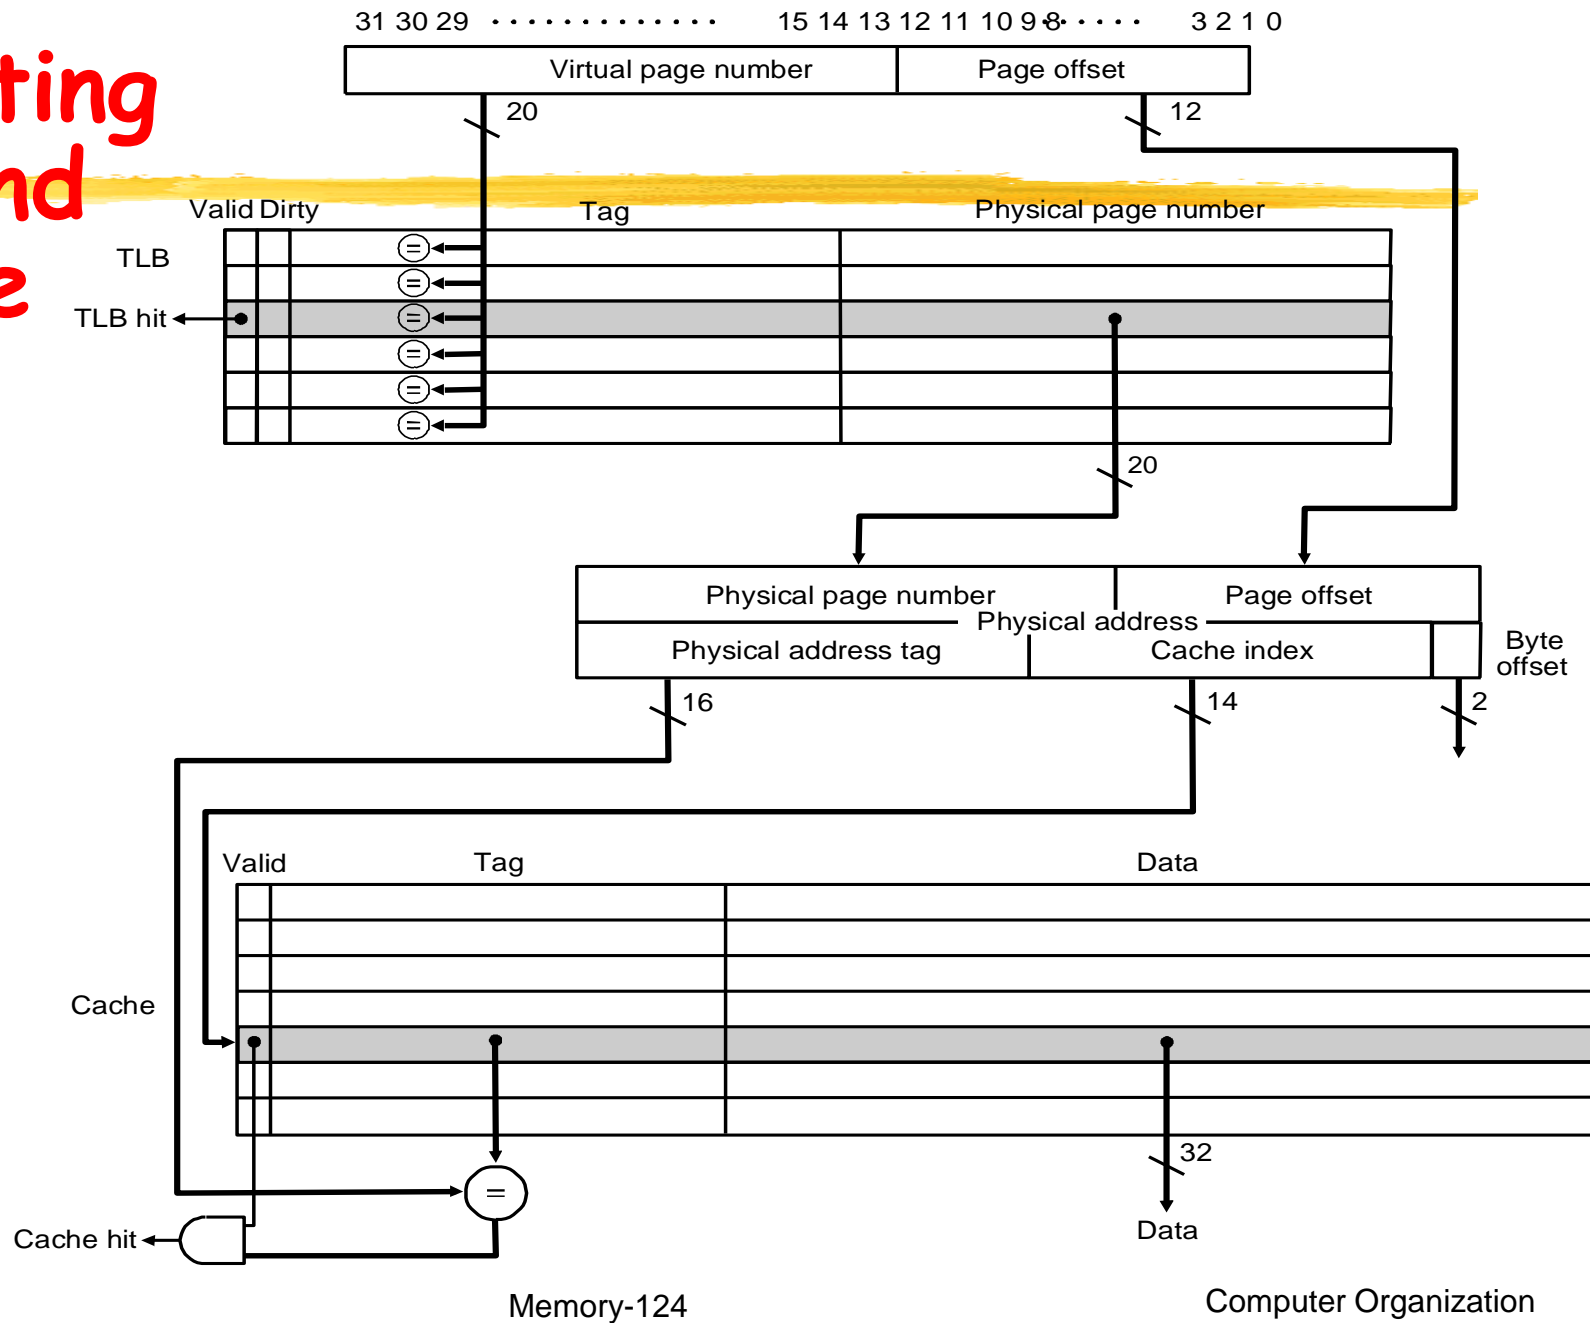 ting
nd
e
31 30 29 ·············· 15 14 13 12 11 10 9 8······ 3 2 1 0
Virtual page number Page offset
20 12
Valid Dirty Tag Physical page number
TLB =
=
TLB hit =
=
=
=
20
Physical page number Page offset
Physical address
Physical address tag Cache index
Byte
offset
16 14 2
Valid Tag Data
Cache
32
=
Data
Cache hit
Memory-124
Computer Organization